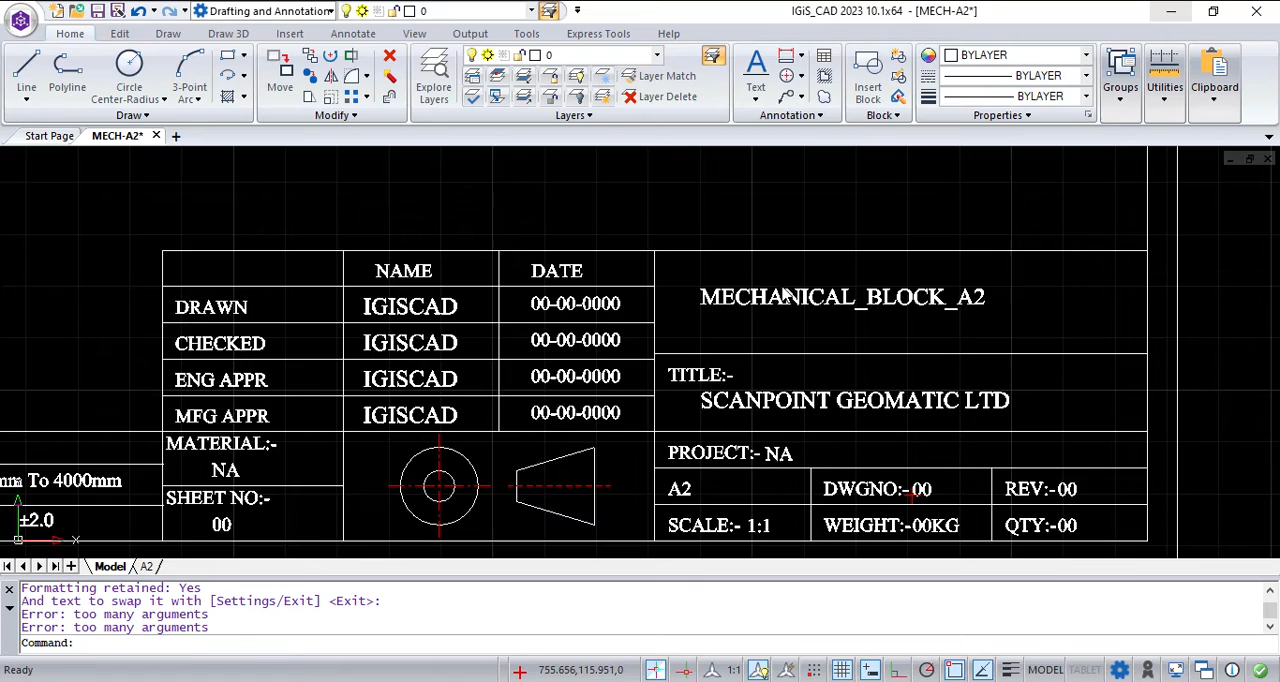 Drafting and Annotation
0
IGiS_CAD 2023 10.1x64 - [MECH-A2*]
Home Edit Draw Draw 3D Insert Annotate View Output Tools Express Tools Help
Line
Polyline
Circle
Center-Radius
3-Point
Arc
Draw
Move
Modify
Explore
Layers
0
Layer Match
Layer Delete
Layers
Text
Annotation
Insert
Block
Block
BYLAYER
BYLAYER
BYLAYER
Properties
Groups
Utilities
Clipboard
Start Page MECH-A2*
NAME DATE
DRAWN IGISCAD 00-00-0000
CHECKED IGISCAD 00-00-0000
ENG APPR IGISCAD 00-00-0000
MFG APPR IGISCAD 00-00-0000
MECHANICAL_BLOCK_A2
TITLE:-
SCANPOINT GEOMATIC LTD
MATERIAL:-
NA
SHEET NO:-
00
PROJECT:- NA
A2 DWGNO:-00 REV:-00
SCALE:- 1:1 WEIGHT:-00KG QTY:-00
mm To 4000mm
±2.0
X
Model A2
Formatting retained: Yes
And text to swap it with [Settings/Exit] <Exit>:
Error: too many arguments
Error: too many arguments
Command:
Ready
755.656,115.951,0
1:1
MODEL TABLET